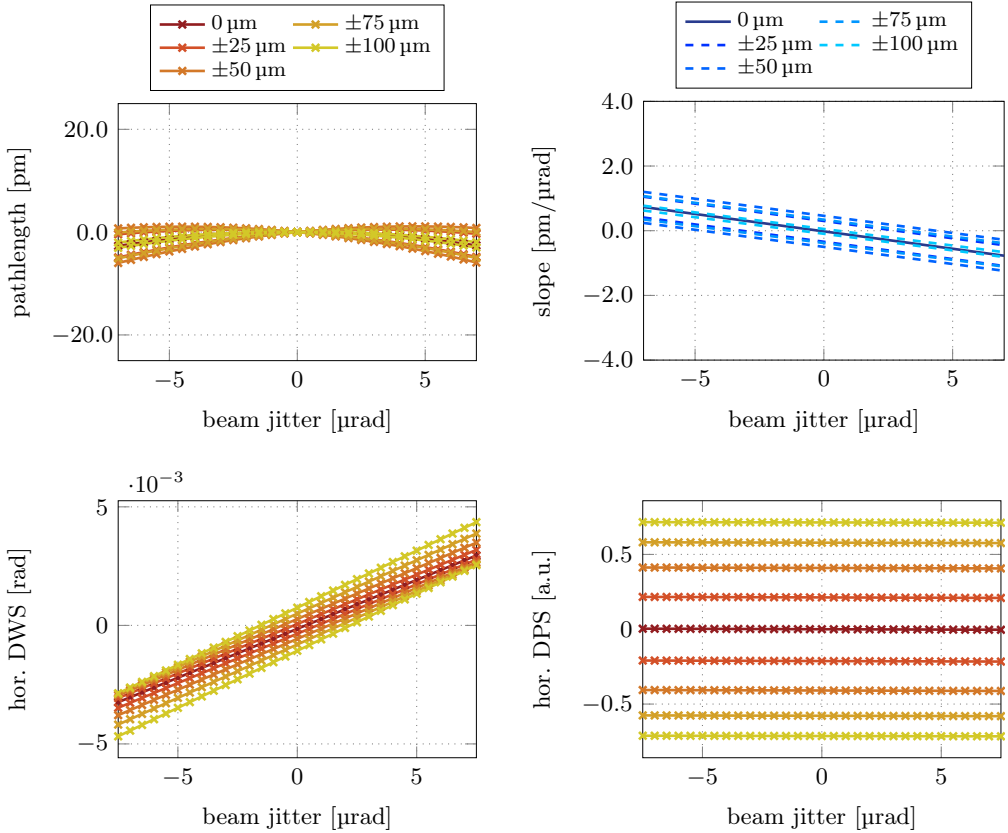 0 µm ±75 µm
±25 µm ±100 µm
±50 µm
0 µm ±75 µm
±25 µm ±100 µm
±50 µm
20.0
0.0
−20.0
−5 0 5
beam jitter [µrad]
pathlength [pm]
4.0
2.0
0.0
−2.0
−4.0
−5 0 5
beam jitter [µrad]
slope [pm/µrad]
·10−3
5
0
−5
−5 0 5
beam jitter [µrad]
hor. DWS [rad]
0.5
0
−0.5
−5 0 5
beam jitter [µrad]
hor. DPS [a.u.]